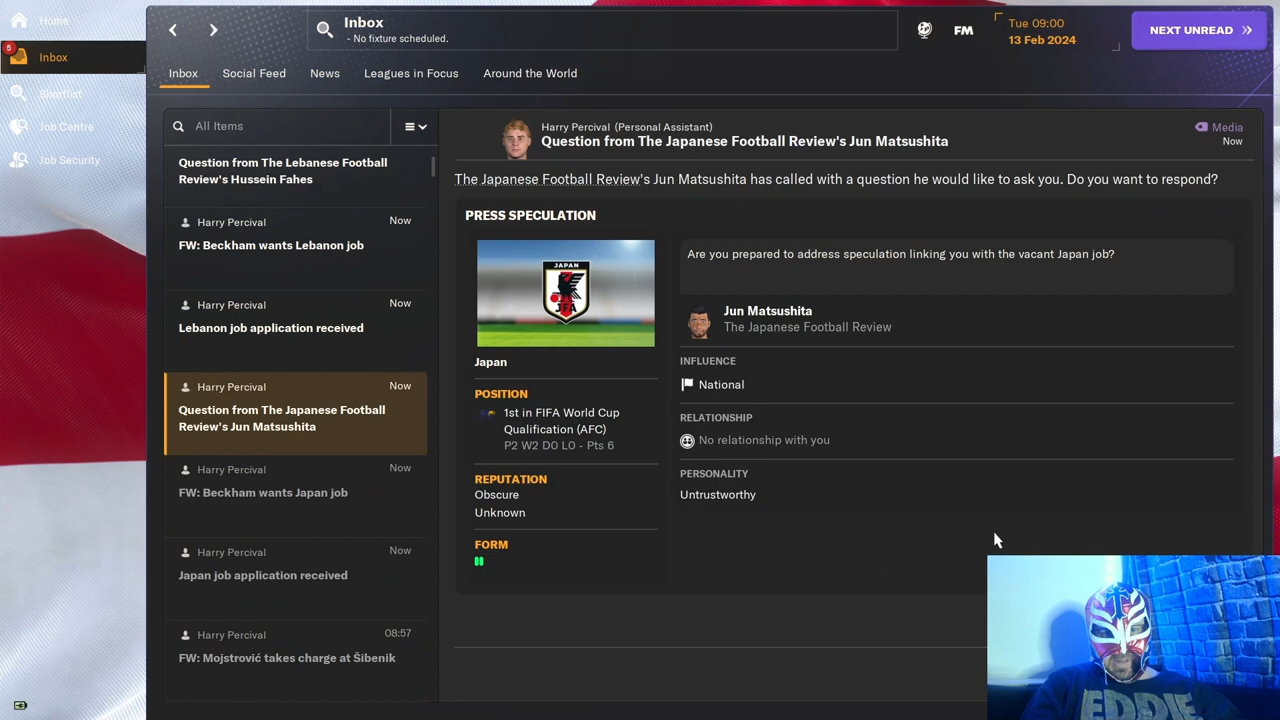 Home
5
Inbox
Shortlist
Job Centre
Job Security
Inbox
- No fixture scheduled.
FM
Tue 09:00
13 Feb 2024
NEXT UNREAD
Inbox
Social Feed
News
Leagues in Focus
Around the World
All Items
Question from The Lebanese Football
Review's Hussein Fahes
Harry Percival
Now
FW: Beckham wants Lebanon job
Harry Percival
Now
Lebanon job application received
Harry Percival
Now
Question from The Japanese Football
Review's Jun Matsushita
Harry Percival
Now
FW: Beckham wants Japan job
Harry Percival
Now
Japan job application received
Harry Percival
08:57
FW: Mojstrović takes charge at Šibenik
Harry Percival (Personal Assistant)
Question from The Japanese Football Review's Jun Matsushita
Media
Now
The Japanese Football Review's Jun Matsushita has called with a question he would like to ask you. Do you want to respond?
PRESS SPECULATION
JAPAN
JFA
Japan
POSITION
1st in FIFA World Cup
Qualification (AFC)
P2 W2 D0 L0 - Pts 6
REPUTATION
Obscure
Unknown
FORM
Are you prepared to address speculation linking you with the vacant Japan job?
Jun Matsushita
The Japanese Football Review
INFLUENCE
National
RELATIONSHIP
No relationship with you
PERSONALITY
Untrustworthy
EDDIE